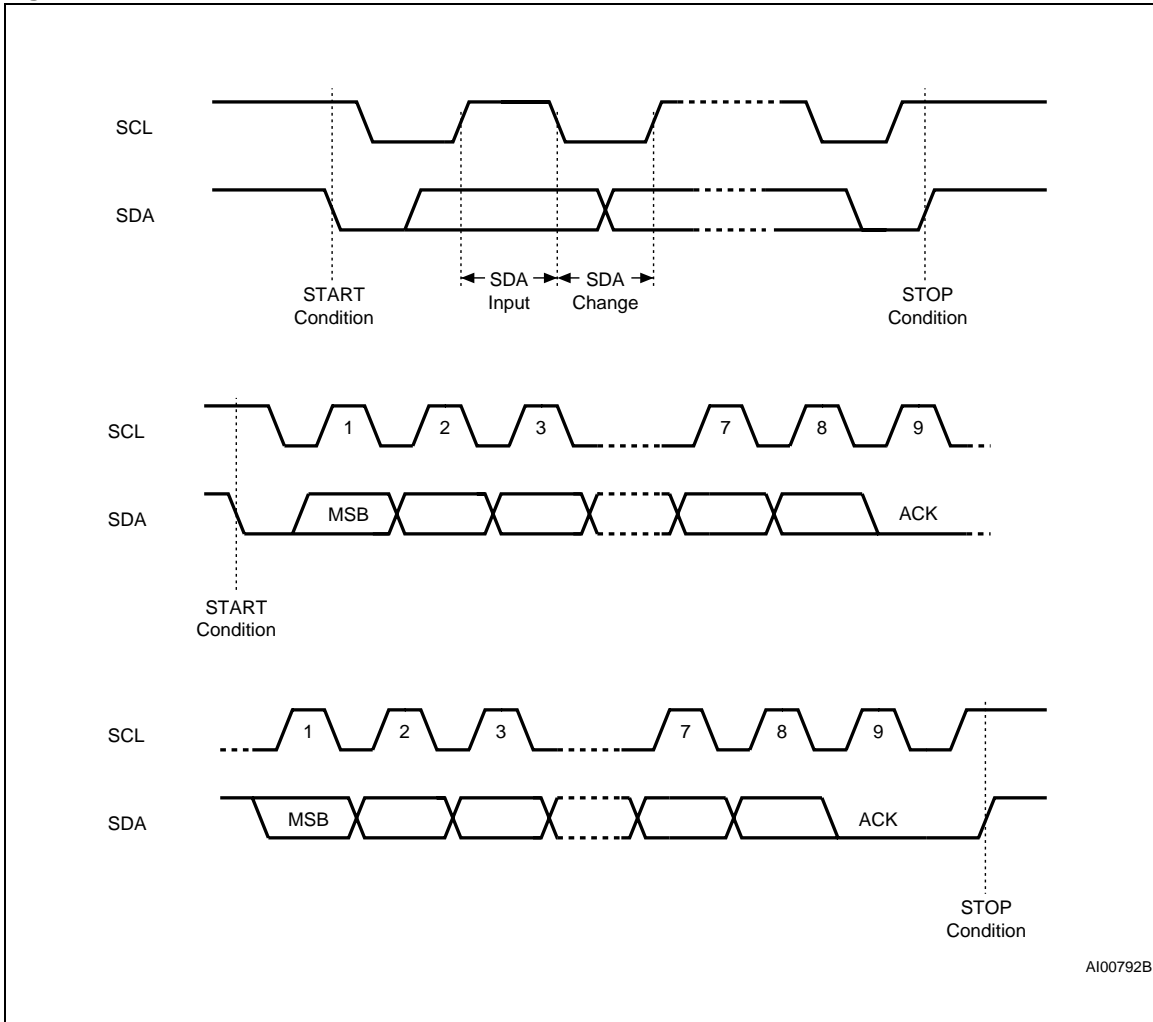 SCL
SDA
SDA
Input
SDA
Change
START
Condition
STOP
Condition
SCL
1
2
3
7
8
9
SDA
MSB
ACK
START
Condition
SCL
1
2
3
7
8
9
SDA
MSB
ACK
STOP
Condition
AI00792B